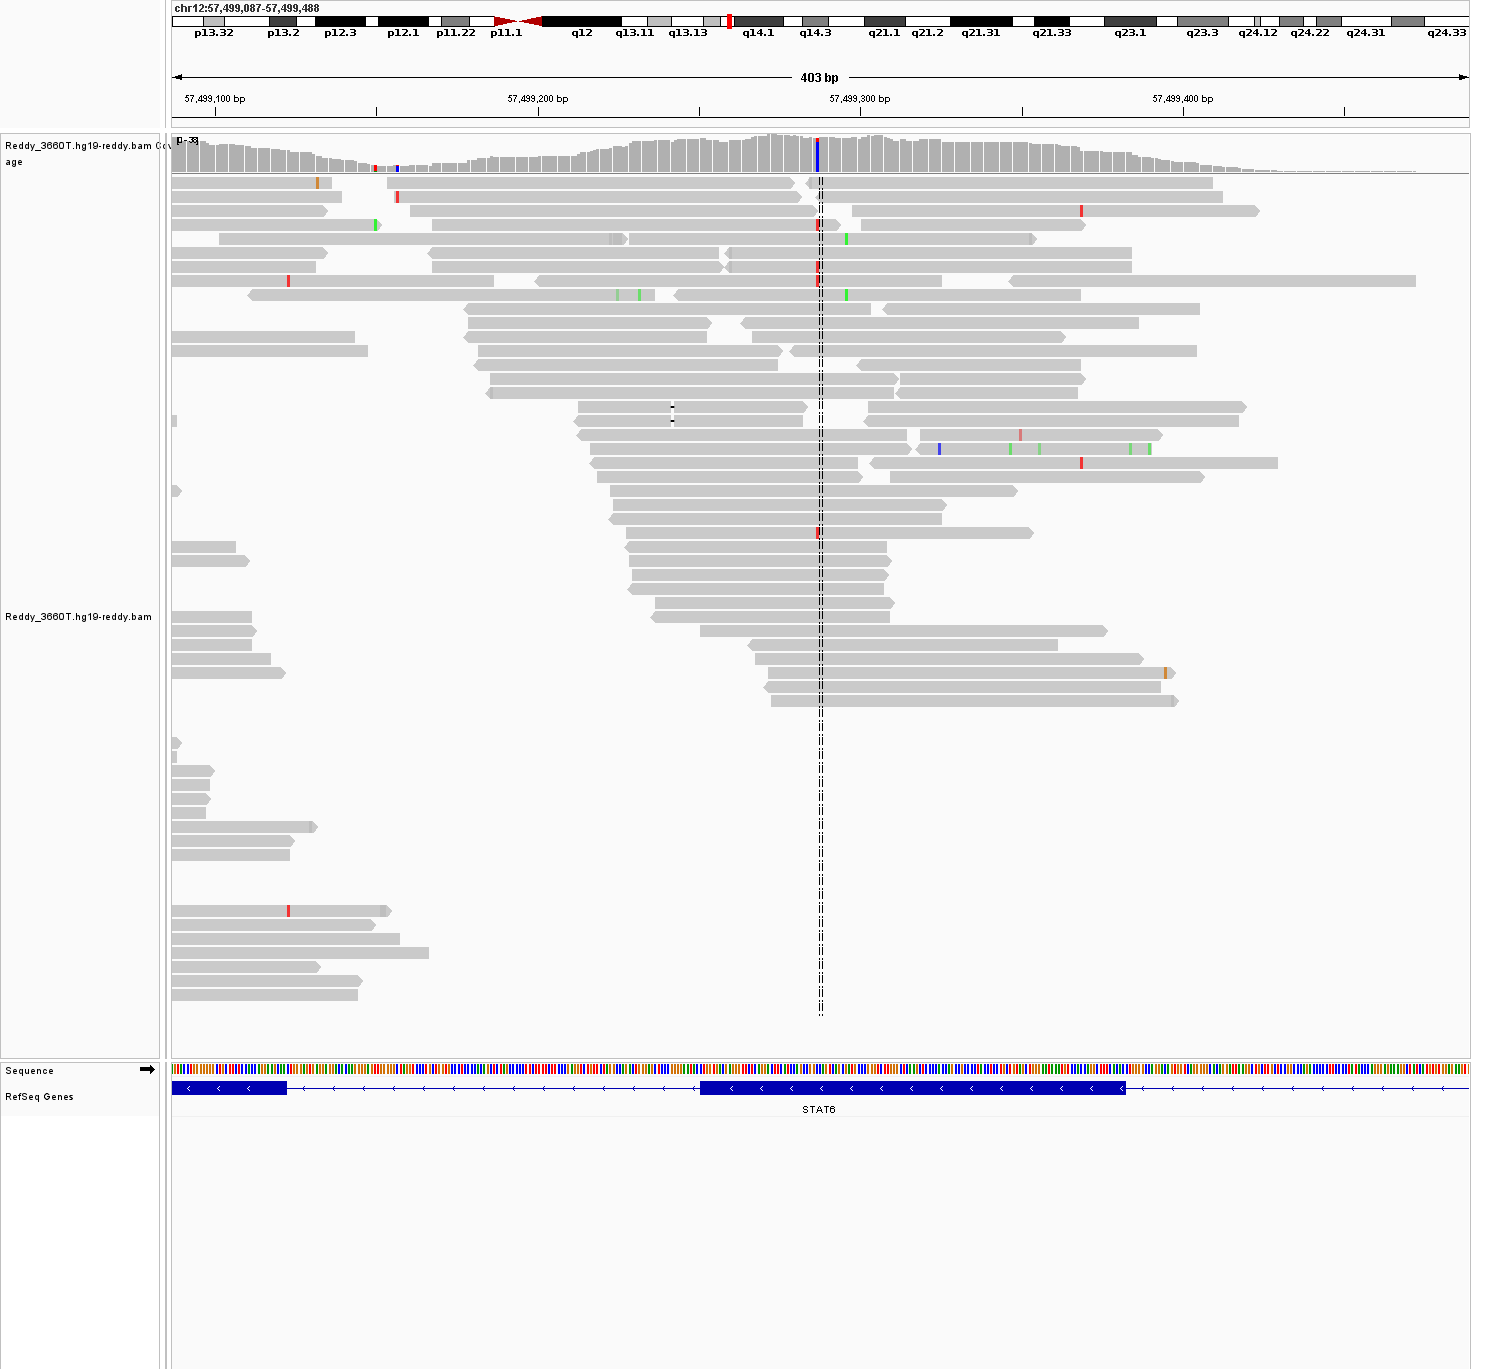 chr12:57,499,087-57,499,488
p13.32 p13.2 p12.3 p12.1 p11.22 p11.1 q12 q13.11 q13.13 q14.1 q14.3 q21.1 q21.2 q21.31 q21.33 q23.1 q23.3 q24.12 q24.22 q24.31 q24.33
403 bp
57,499,100 bp 57,499,200 bp 57,499,300 bp 57,499,400 bp
Reddy_3660T.hg19-reddy.bam Cov
age
Reddy_3660T.hg19-reddy.bam
Sequence
RefSeq Genes
STAT6